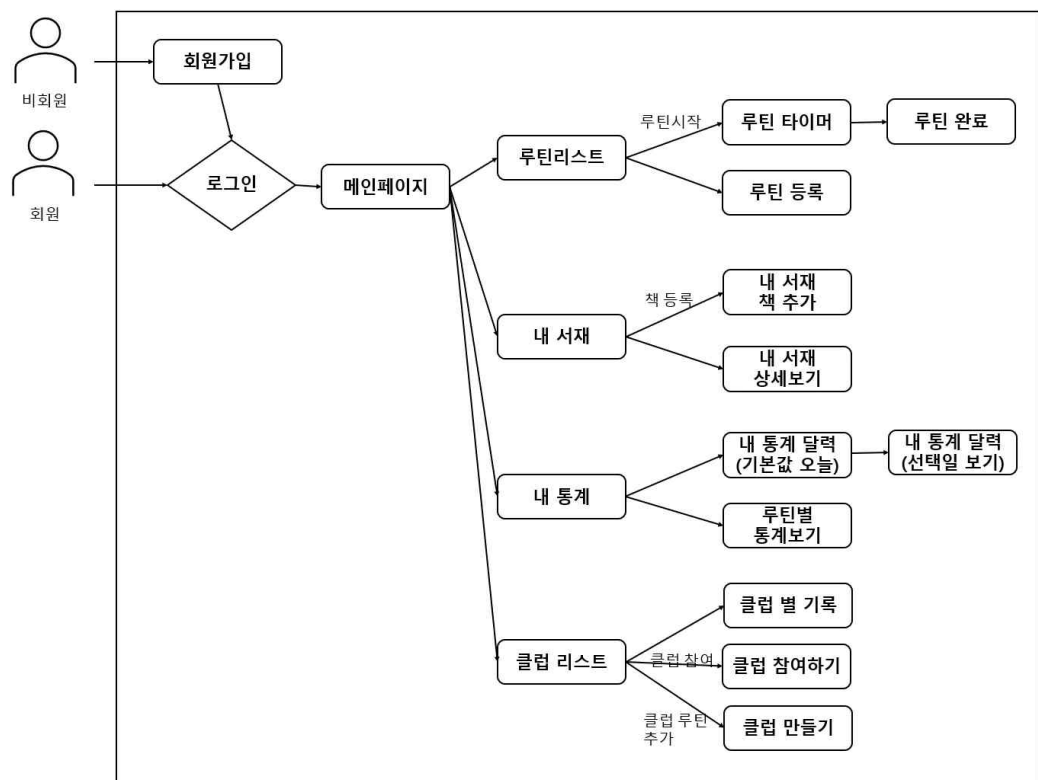 비회원
회원
회원가입
로그인
메인페이지
루틴리스트
루틴시작
루틴 타이머
루틴 완료
루틴 등록
내 서재
책 등록
내 서재
책 추가
내 서재
상세보기
내 통계
내 통계 달력
(기본값 오늘)
내 통계 달력
(선택일 보기)
루틴별
통계보기
클럽 리스트
클럽 별 기록
클럽 참여
클럽 참여하기
클럽 루틴
추가
클럽 만들기